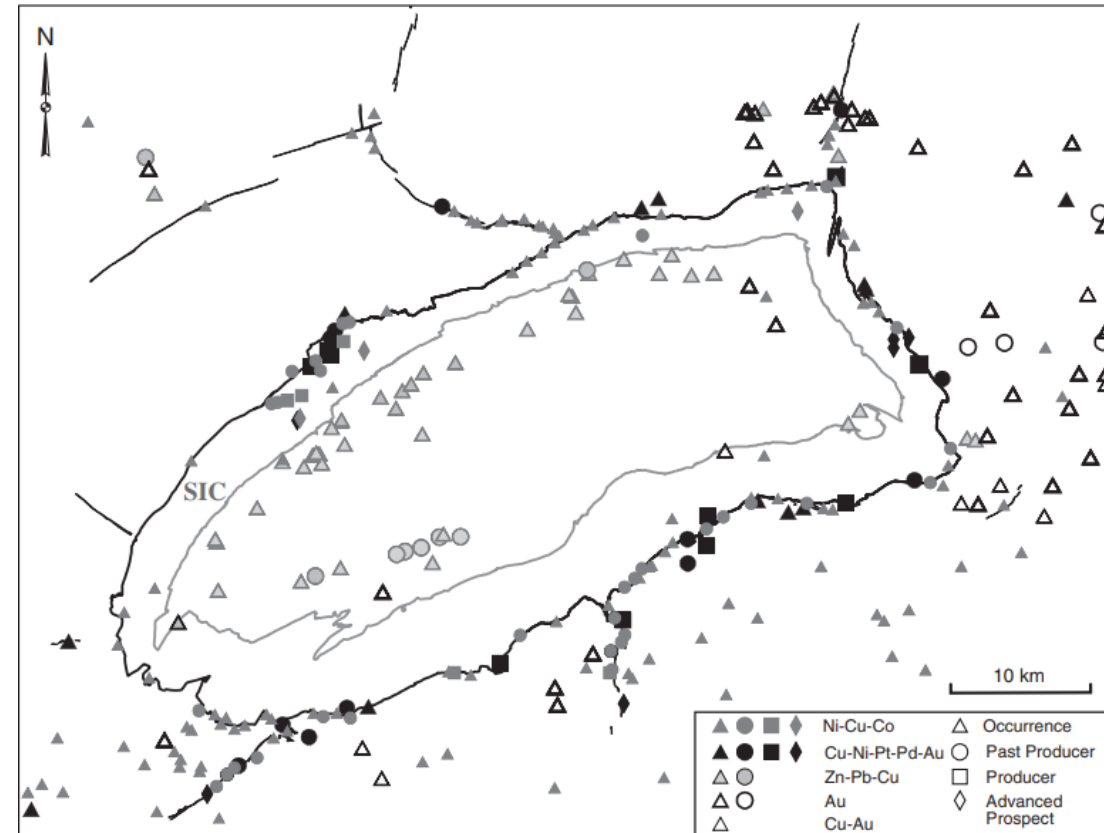 N
SIC
10 km
Ni-Cu-Co
Occurrence
Cu-Ni-Pt-Pd-Au
Past Producer
Zn-Pb-Cu
Producer
Au
Advanced
Prospect
Cu-Au